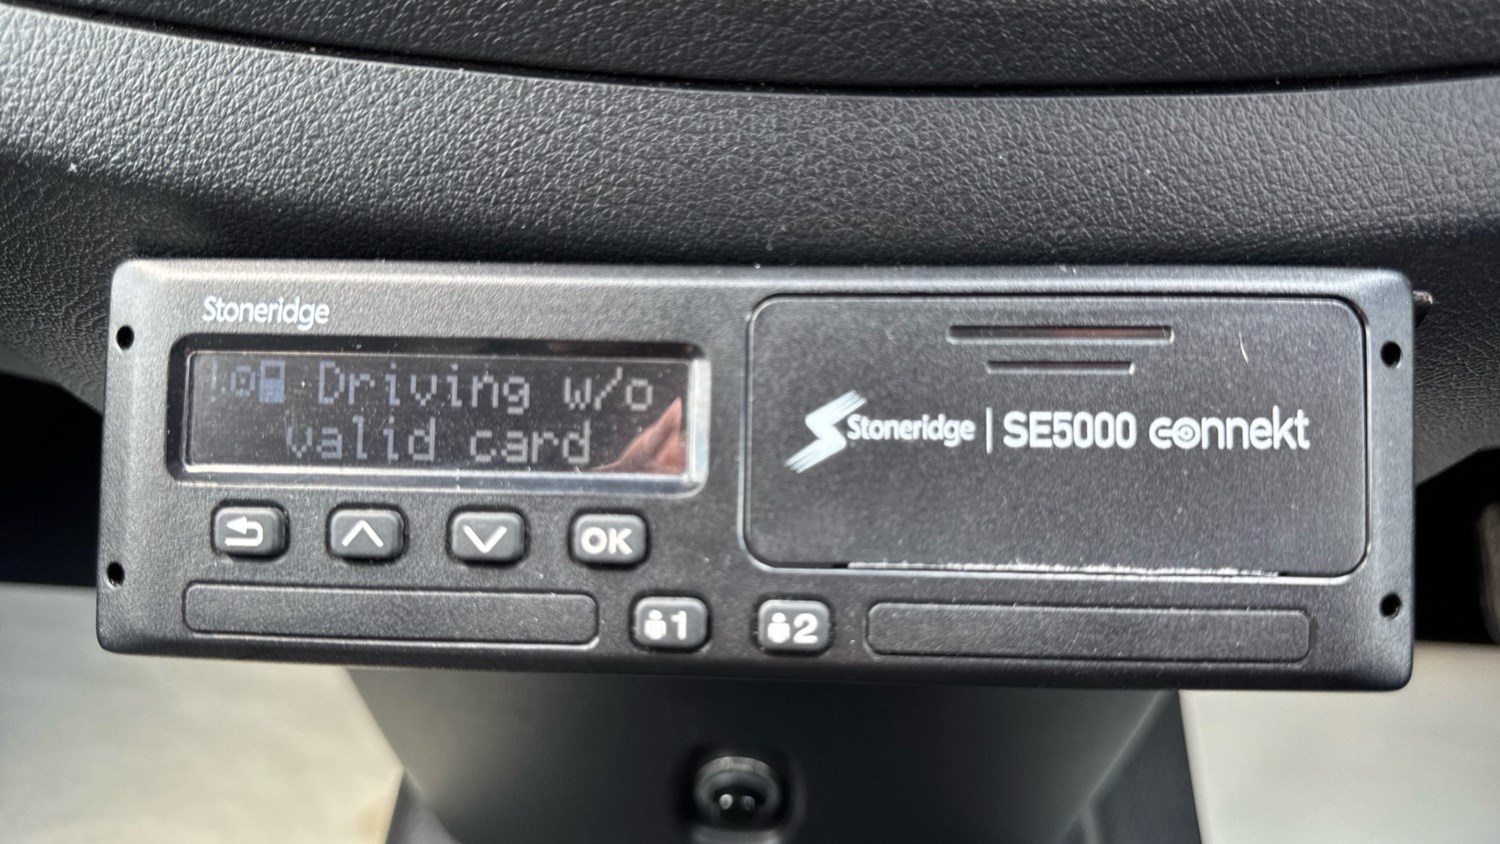 Stoneridge
! Driving w/o
valid card
OK
1
2
Stoneridge | SE5000 connekt